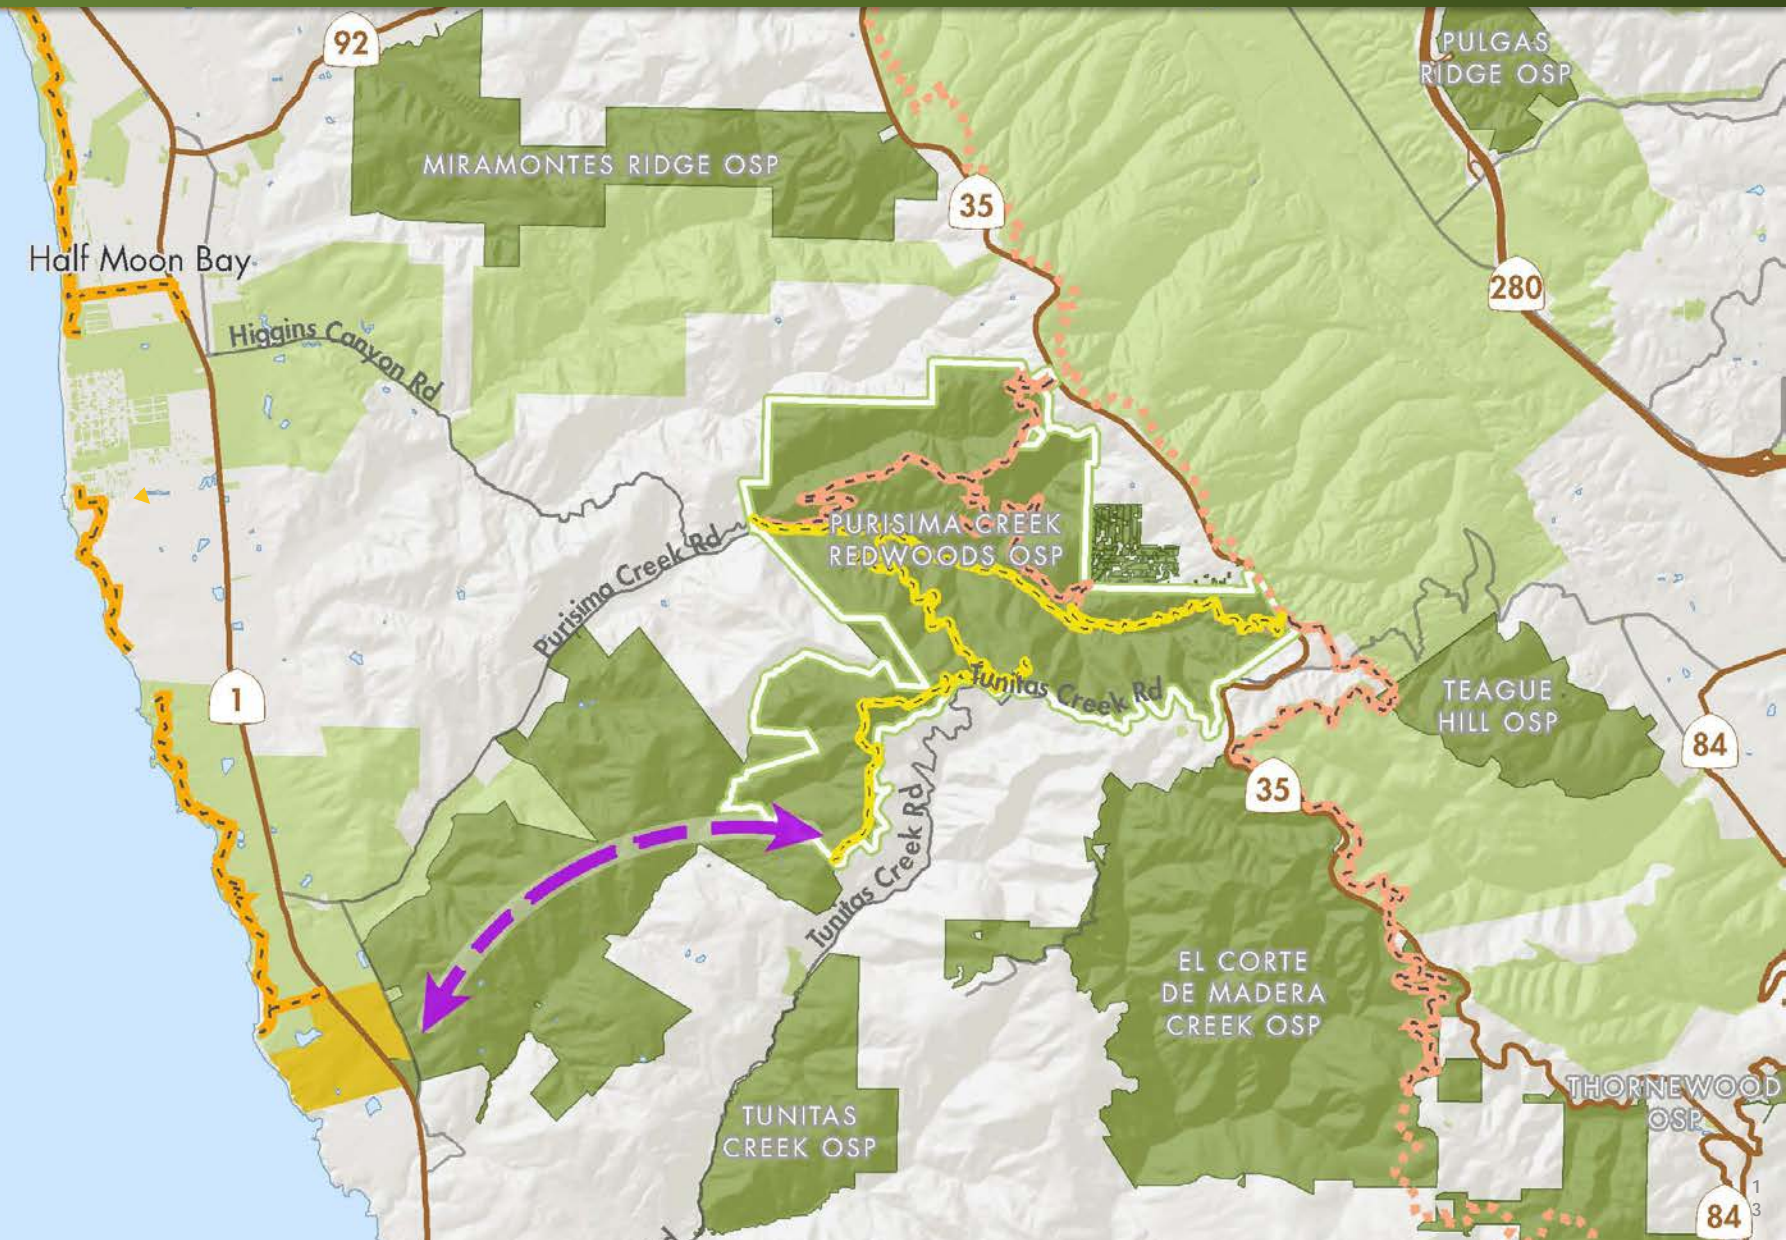 92
PULGAS
RIDGE OSP
MIRAMONTES RIDGE OSP
35
Half Moon Bay
280
Higgins Canyon Rd
PURISIMA CREEK
REDWOODS OSP
Purisima Creek Rd
Tunitas Creek Rd
1
TEAGUE
HILL OSP
84
35
Tunitas Creek Rd
EL CORTE
DE MADERA
CREEK OSP
THORNEWOOD
OSP
TUNITAS
CREEK OSP
84
1
3